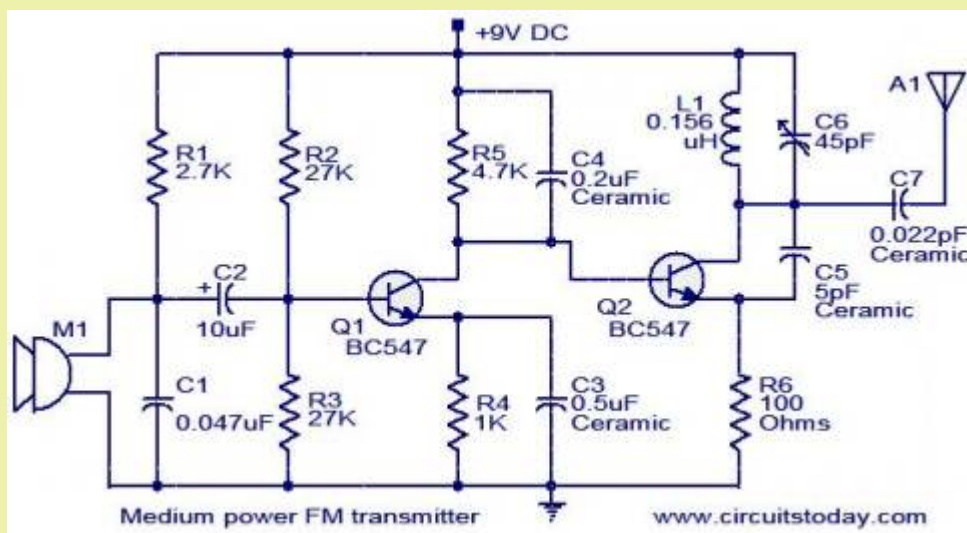 +9V DC
A1
L1
0.156
uH
C6
45pF
R1
2.7K
R2
27K
R5
4.7K
C4
0.2uF
Ceramic
C7
0.022pF
Ceramic
C2
+
10uF
Q1
BC547
Q2
BC547
C5
5pF
Ceramic
M1
C1
0.047uF
R3
27K
R4
1K
C3
0.5uF
Ceramic
R6
100
Ohms
Medium power FM transmitter
www.circuitstoday.com